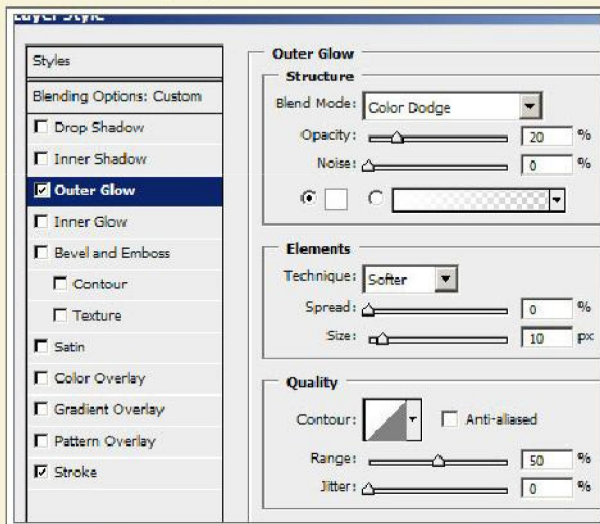 Layer Style
Styles
Blending Options: Custom
Drop Shadow
Inner Shadow
Outer Glow
Inner Glow
Bevel and Emboss
Contour
Texture
Satin
Color Overlay
Gradient Overlay
Pattern Overlay
Stroke
Outer Glow
Structure
Blend Mode: Color Dodge
Opacity: 20 %
Noise: 0 %
Elements
Technique: Softer
Spread: 0 %
Size: 10 px
Quality
Contour: Anti-aliased
Range: 50 %
Jitter: 0 %